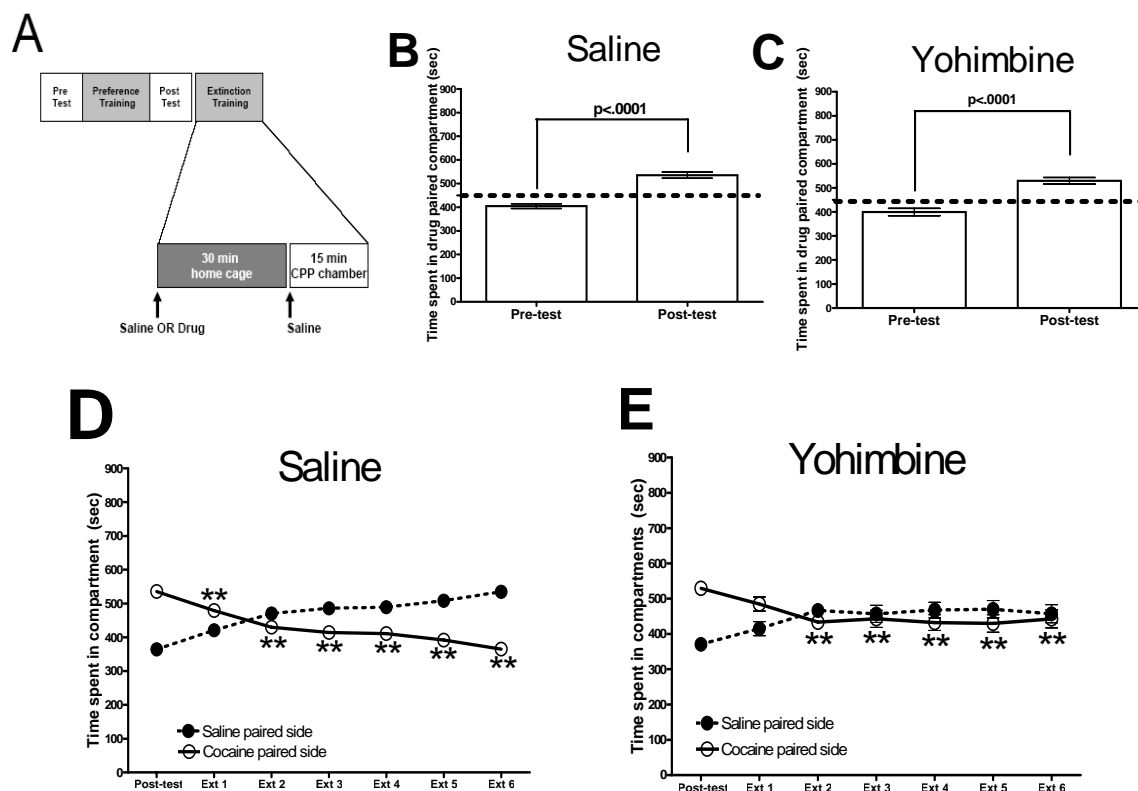 A
Pre Test
Preference Training
Post Test
Extinction Training
30 min
home cage
15 min
CPP chamber
Saline OR Drug
Saline
B
Saline
Time spent in drug paired compartment (sec)
900
800
700
600
500
400
300
200
100
0
p<.0001
Pre-test
Post-test
C
Yohimbine
Time spent in drug paired compartment (sec)
900
800
700
600
500
400
300
200
100
0
p<.0001
Pre-test
Post-test
D
Saline
Time spent in compartment (sec)
900
800
700
600
500
400
300
200
100
0
**
**
**
**
**
**
Saline paired side
Cocaine paired side
Post-test
Ext 1
Ext 2
Ext 3
Ext 4
Ext 5
Ext 6
E
Yohimbine
Time spent in compartments (sec)
900
800
700
600
500
400
300
200
100
0
**
**
**
**
**
Saline paired side
Cocaine paired side
Post-test
Ext 1
Ext 2
Ext 3
Ext 4
Ext 5
Ext 6